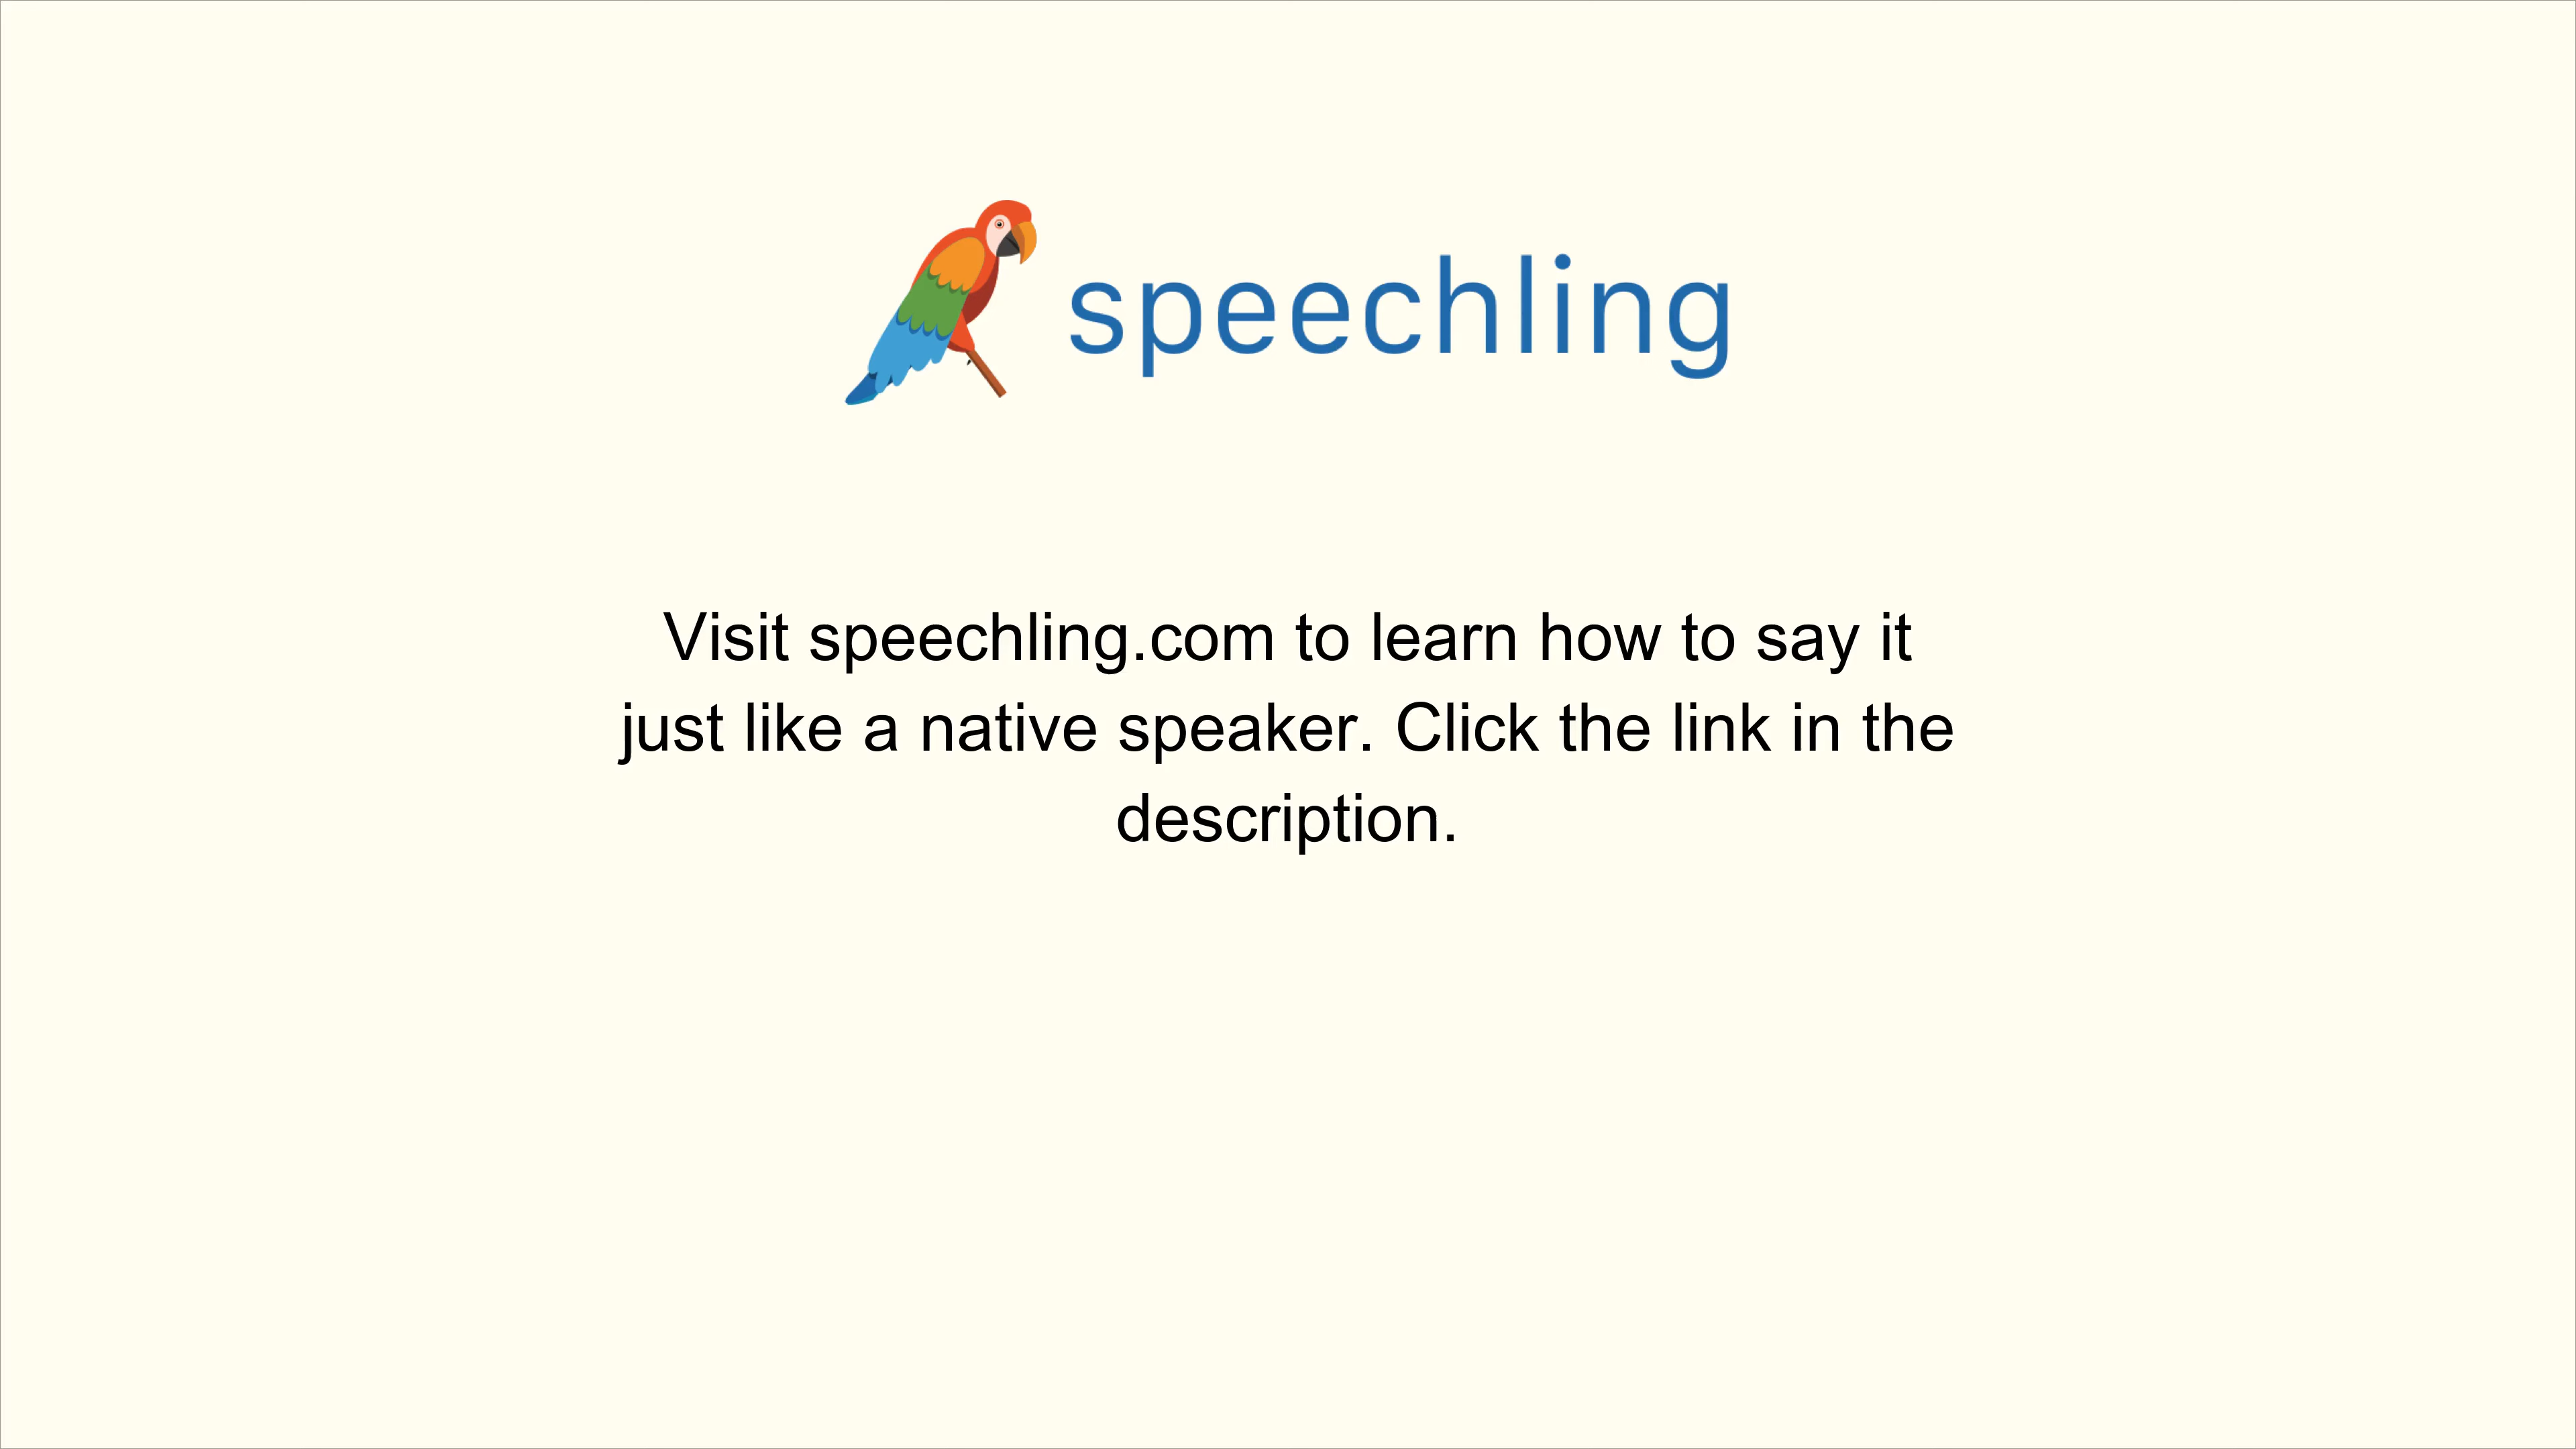 speechling
Visit speechling.com to learn how to say it
just like a native speaker. Click the link in the
description.